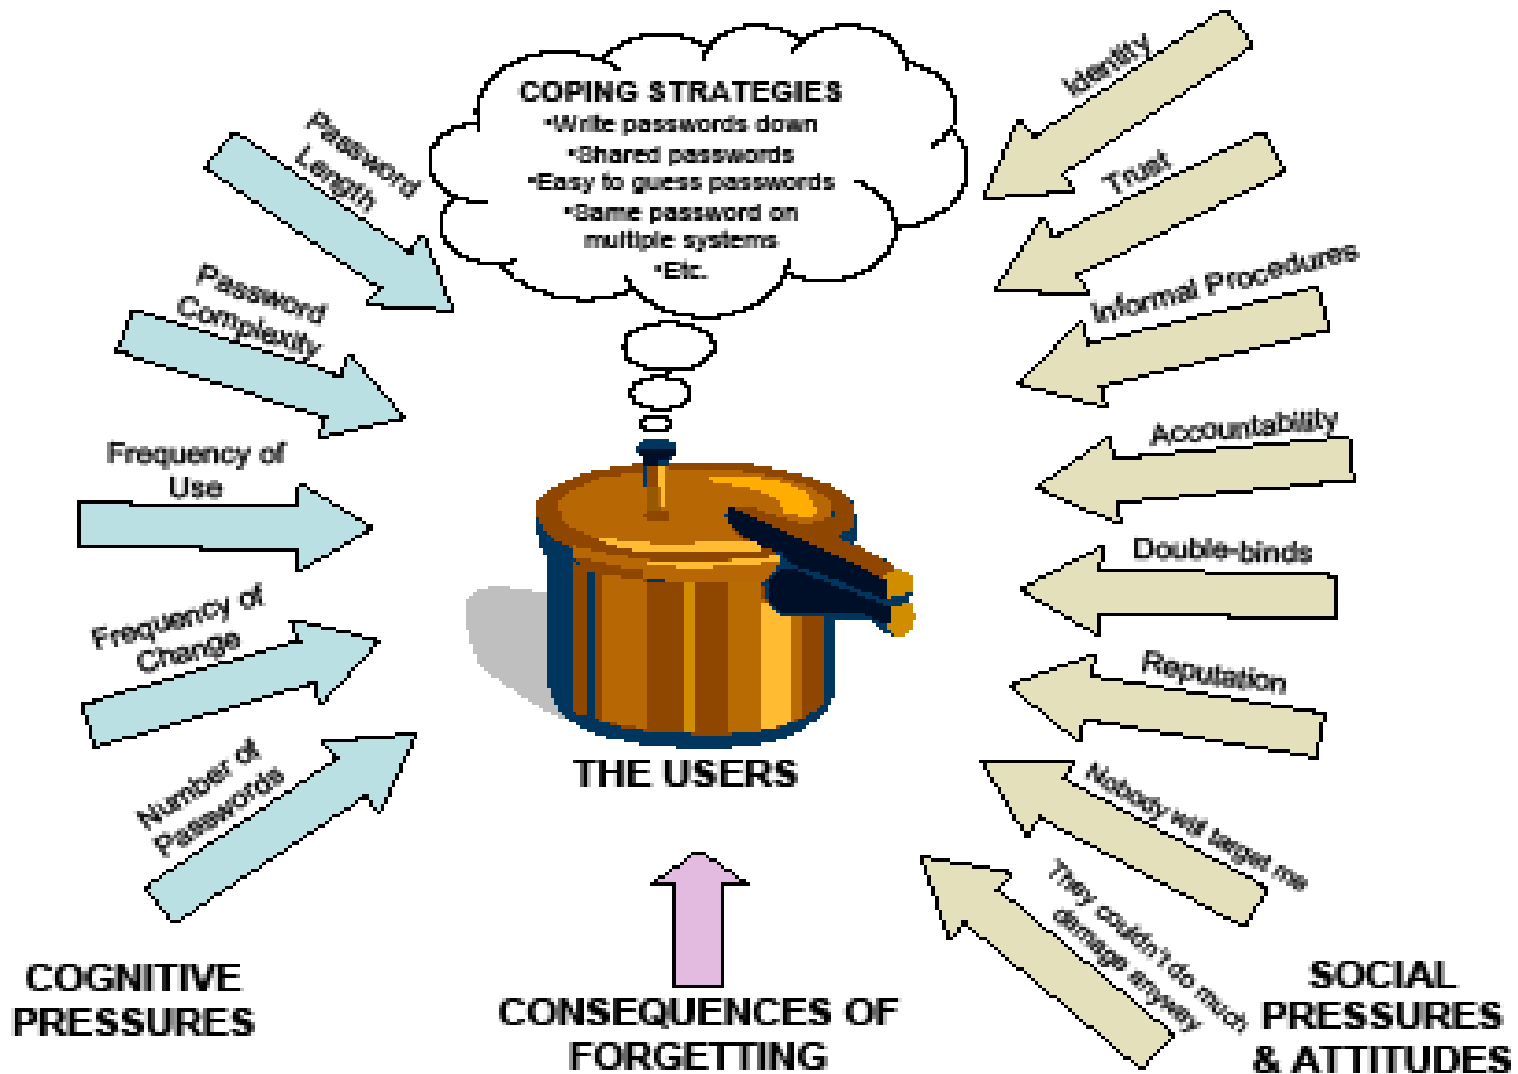 COPING STRATEGIES
•Write passwords down
•Shared passwords
•Easy to guess passwords
•Same password on
multiple systems
•Etc.
Password
Length
Password
Complexity
Frequency of
Use
Frequency of
Change
Number of
Passwords
COGNITIVE
PRESSURES
THE USERS
CONSEQUENCES OF
FORGETTING
Identity
Trust
Informal Procedures
Accountability
Double-binds
Reputation
Nobody will target me
They couldn't do much
damage anyway
SOCIAL
PRESSURES
& ATTITUDES